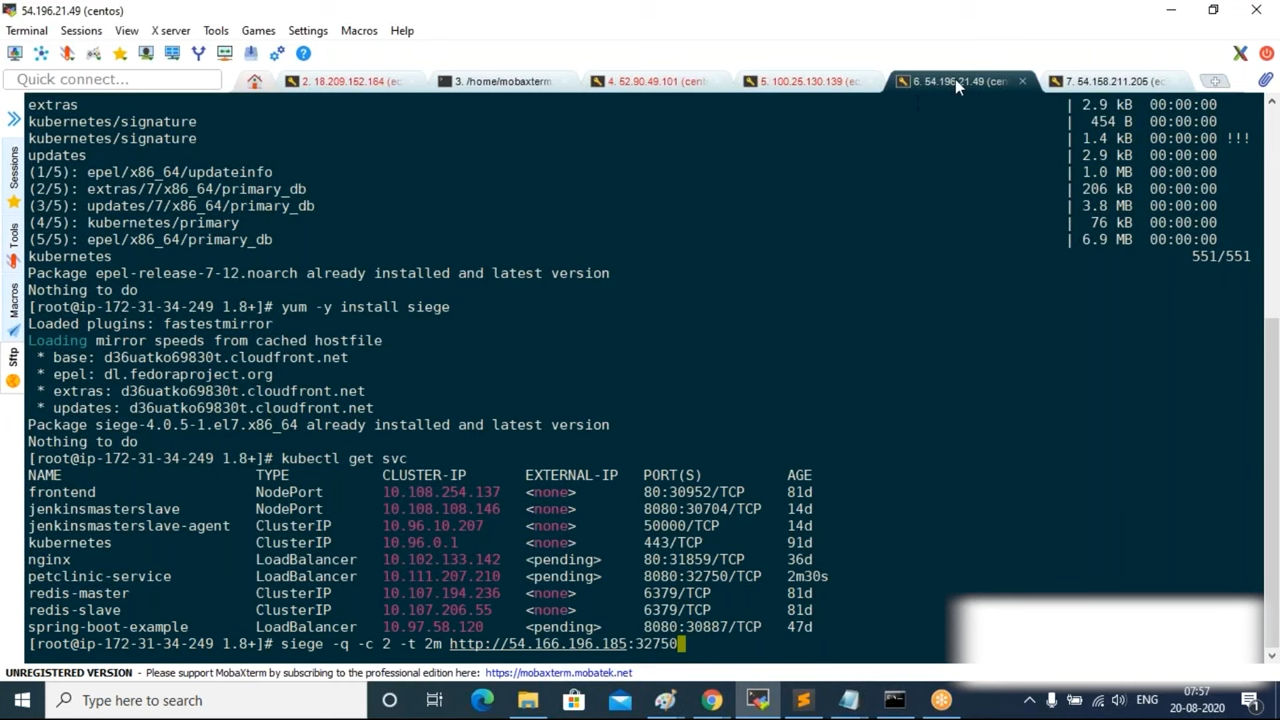 54.196.21.49 (centos)
Terminal Sessions View X server Tools Games Settings Macros Help
Quick connect...
2. 18.209.152.164 (ec
3. /home/mobaxterm
4. 52.90.49.101 (cent
5. 100.25.130.139 (ec
6. 54.196.21.49 (cen
7. 54.158.211.205 (ec
Sessions
Tools
Macros
Sftp
extras | 2.9 kB 00:00:00
kubernetes/signature | 454 B 00:00:00
kubernetes/signature | 1.4 kB 00:00:00 !!!
updates | 2.9 kB 00:00:00
(1/5): epel/x86_64/updateinfo | 1.0 MB 00:00:00
(2/5): extras/7/x86_64/primary_db | 206 kB 00:00:00
(3/5): updates/7/x86_64/primary_db | 3.8 MB 00:00:00
(4/5): kubernetes/primary | 76 kB 00:00:00
(5/5): epel/x86_64/primary_db | 6.9 MB 00:00:00
kubernetes 551/551
Package epel-release-7-12.noarch already installed and latest version
Nothing to do
[root@ip-172-31-34-249 1.8+]# yum -y install siege
Loaded plugins: fastestmirror
Loading mirror speeds from cached hostfile
* base: d36uatko69830t.cloudfront.net
* epel: dl.fedoraproject.org
* extras: d36uatko69830t.cloudfront.net
* updates: d36uatko69830t.cloudfront.net
Package siege-4.0.5-1.el7.x86_64 already installed and latest version
Nothing to do
[root@ip-172-31-34-249 1.8+]# kubectl get svc
NAME TYPE CLUSTER-IP EXTERNAL-IP PORT(S) AGE
frontend NodePort 10.108.254.137 <none> 80:30952/TCP 81d
jenkinsmasterslave NodePort 10.108.108.146 <none> 8080:30704/TCP 14d
jenkinsmasterslave-agent ClusterIP 10.96.10.207 <none> 50000/TCP 14d
kubernetes ClusterIP 10.96.0.1 <none> 443/TCP 91d
nginx LoadBalancer 10.102.133.142 <pending> 80:31859/TCP 36d
petclinic-service LoadBalancer 10.111.207.210 <pending> 8080:32750/TCP 2m30s
redis-master ClusterIP 10.107.194.236 <none> 6379/TCP 81d
redis-slave ClusterIP 10.107.206.55 <none> 6379/TCP 81d
spring-boot-example LoadBalancer 10.97.58.120 <pending> 8080:30887/TCP 47d
[root@ip-172-31-34-249 1.8+]# siege -q -c 2 -t 2m http://54.166.196.185:32750
UNREGISTERED VERSION - Please support MobaXterm by subscribing to the professional edition here: https://mobaxterm.mobatek.net
Type here to search
ENG
07:57
20-08-2020
1